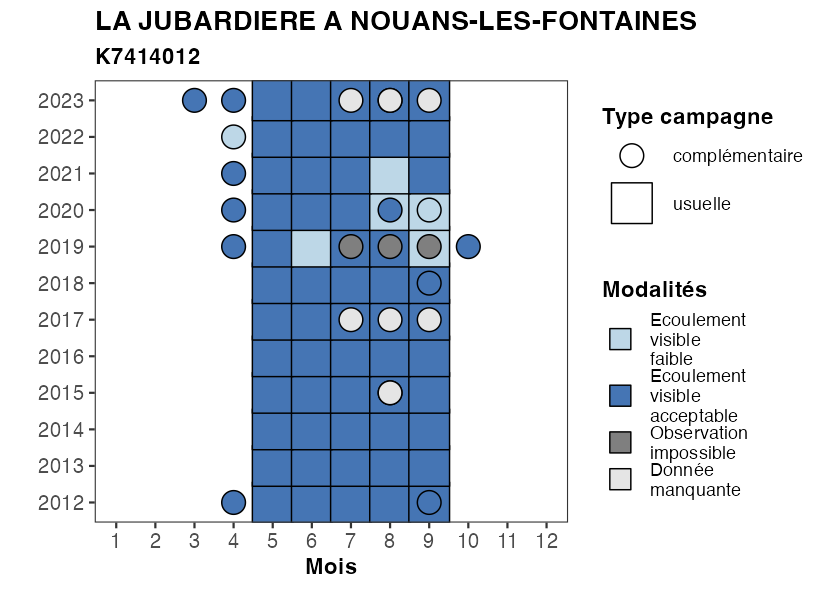 LA JUBARDIERE A NOUANS-LES-FONTAINES
K7414012
2023
2022
2021
2020
2019
2018
2017
2016
2015
2014
2013
2012
1 2 3 4 5 6 7 8 9 10 11 12
Mois
Type campagne
complémentaire
usuelle
Modalités
Ecoulement
visible
faible
Ecoulement
visible
acceptable
Observation
impossible
Donnée
manquante